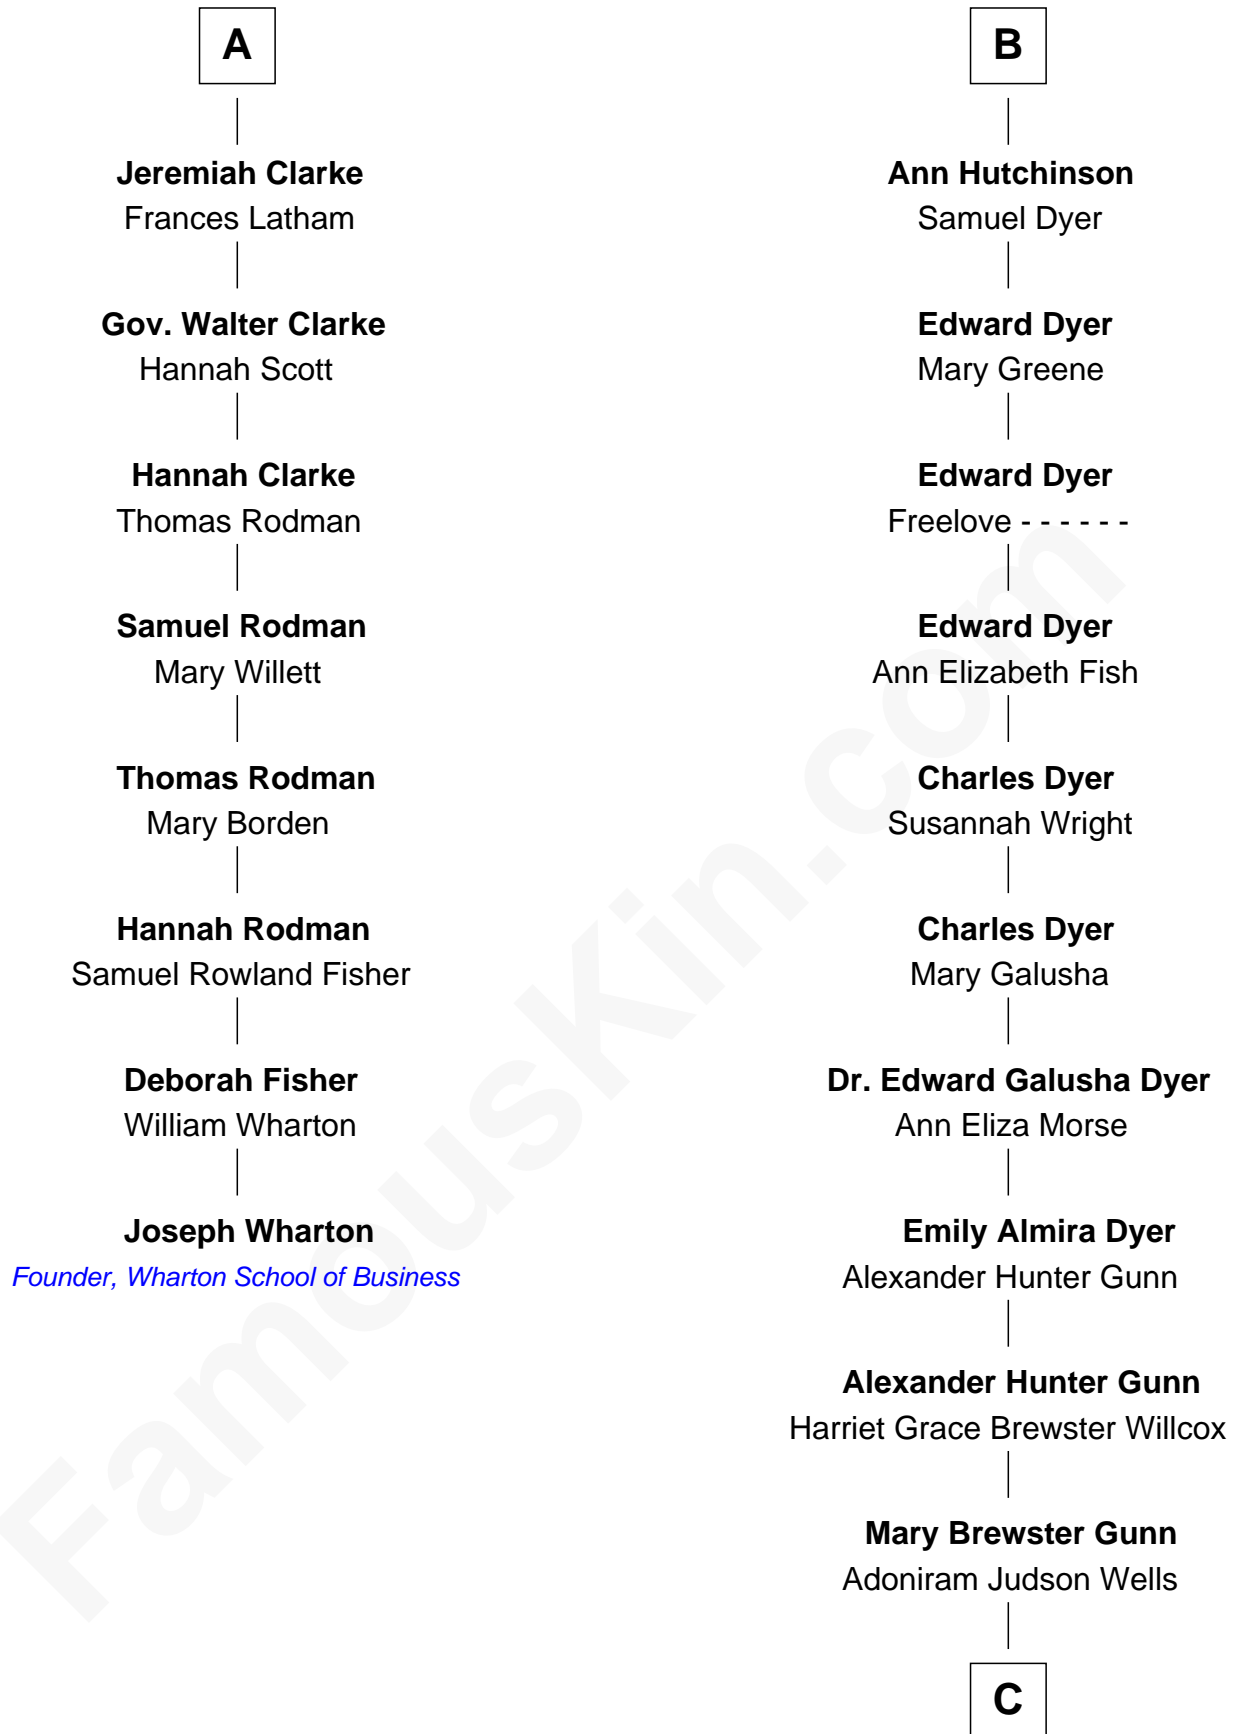 A
Jeremiah Clarke
Frances Latham
Gov. Walter Clarke
Hannah Scott
Hannah Clarke
Thomas Rodman
Samuel Rodman
Mary Willett
Thomas Rodman
Mary Borden
Hannah Rodman
Samuel Rowland Fisher
Deborah Fisher
William Wharton
Joseph Wharton
Founder, Wharton School of Business
B
Ann Hutchinson
Samuel Dyer
Edward Dyer
Mary Greene
Edward Dyer
Freelove - - - - - -
Edward Dyer
Ann Elizabeth Fish
Charles Dyer
Susannah Wright
Charles Dyer
Mary Galusha
Dr. Edward Galusha Dyer
Ann Eliza Morse
Emily Almira Dyer
Alexander Hunter Gunn
Alexander Hunter Gunn
Harriet Grace Brewster Willcox
Mary Brewster Gunn
Adoniram Judson Wells
C
FamousKin.com